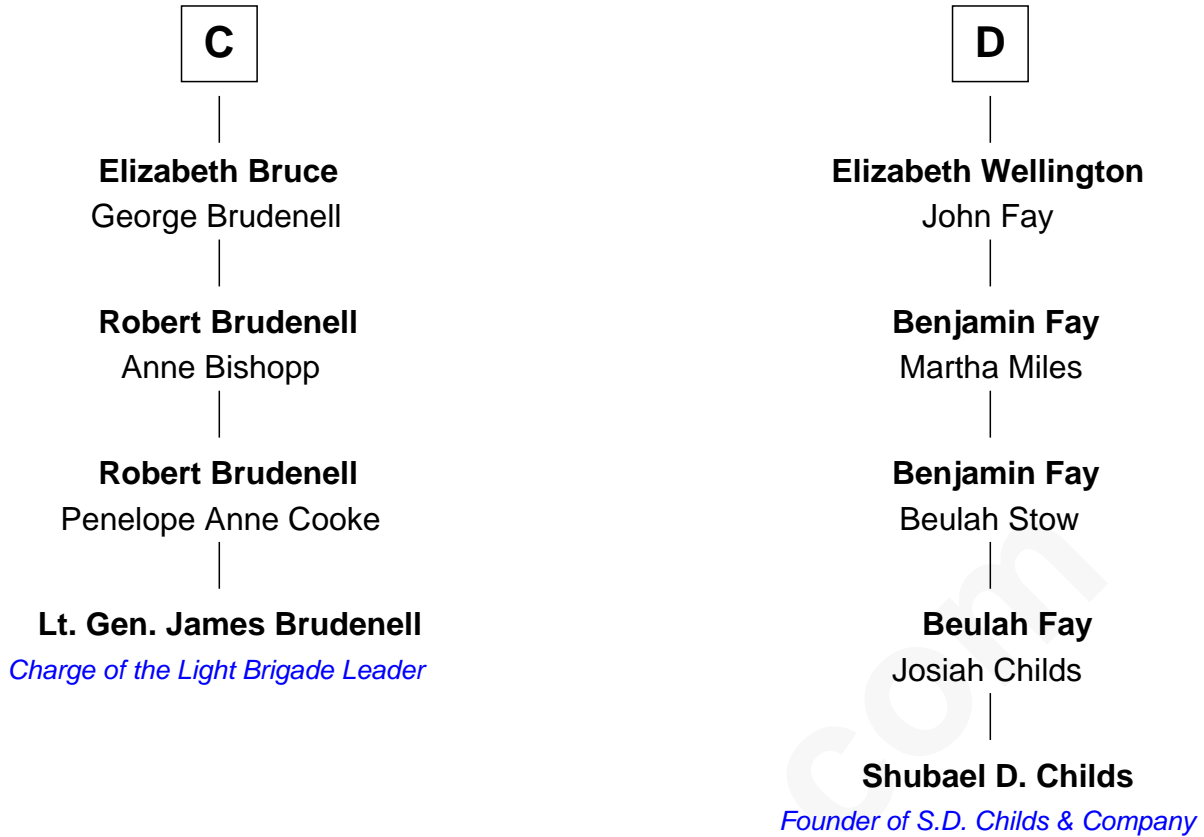 C
Elizabeth Bruce
George Brudenell
Robert Brudenell
Anne Bishopp
Robert Brudenell
Penelope Anne Cooke
Lt. Gen. James Brudenell
Charge of the Light Brigade Leader
D
Elizabeth Wellington
John Fay
Benjamin Fay
Martha Miles
Benjamin Fay
Beulah Stow
Beulah Fay
Josiah Childs
Shubael D. Childs
Founder of S.D. Childs & Company
com